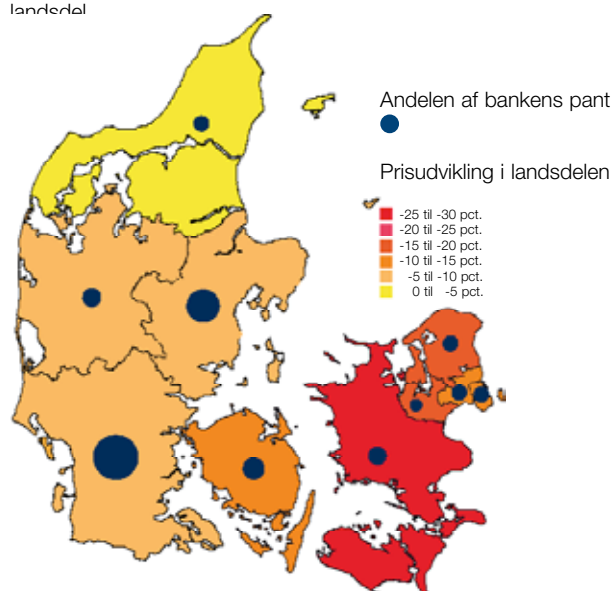 landsdel
Andelen af bankens pant
Prisudvikling i landsdelen
-25 til -30 pct.
-20 til -25 pct.
-15 til -20 pct.
-10 til -15 pct.
-5 til -10 pct.
0 til -5 pct.